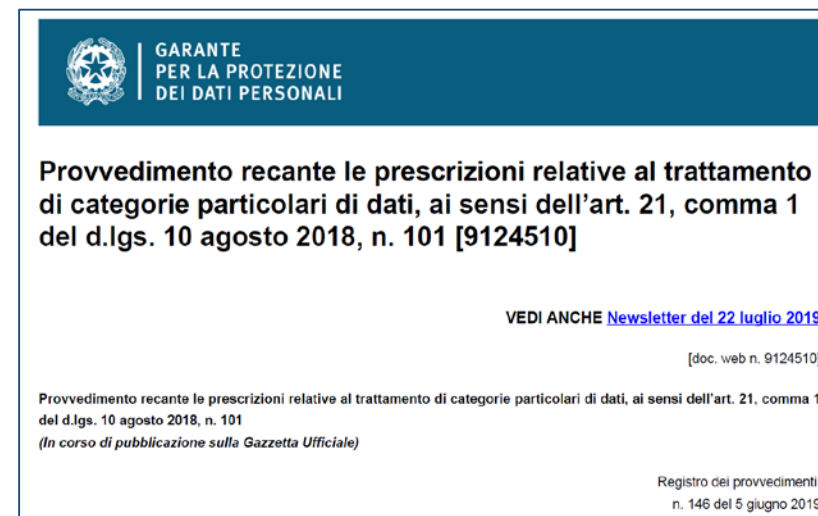 GARANTE
PER LA PROTEZIONE
DEI DATI PERSONALI
Provvedimento recante le prescrizioni relative al trattamento
di categorie particolari di dati, ai sensi dell'art. 21, comma 1
del d.lgs. 10 agosto 2018, n. 101 [9124510]
VEDI ANCHE Newsletter del 22 luglio 2019
[doc. web n. 9124510]
Provvedimento recante le prescrizioni relative al trattamento di categorie particolari di dati, ai sensi dell'art. 21, comma 1
del d.lgs. 10 agosto 2018, n. 101
(In corso di pubblicazione sulla Gazzetta Ufficiale)
Registro dei provvedimenti
n. 146 del 5 giugno 2019